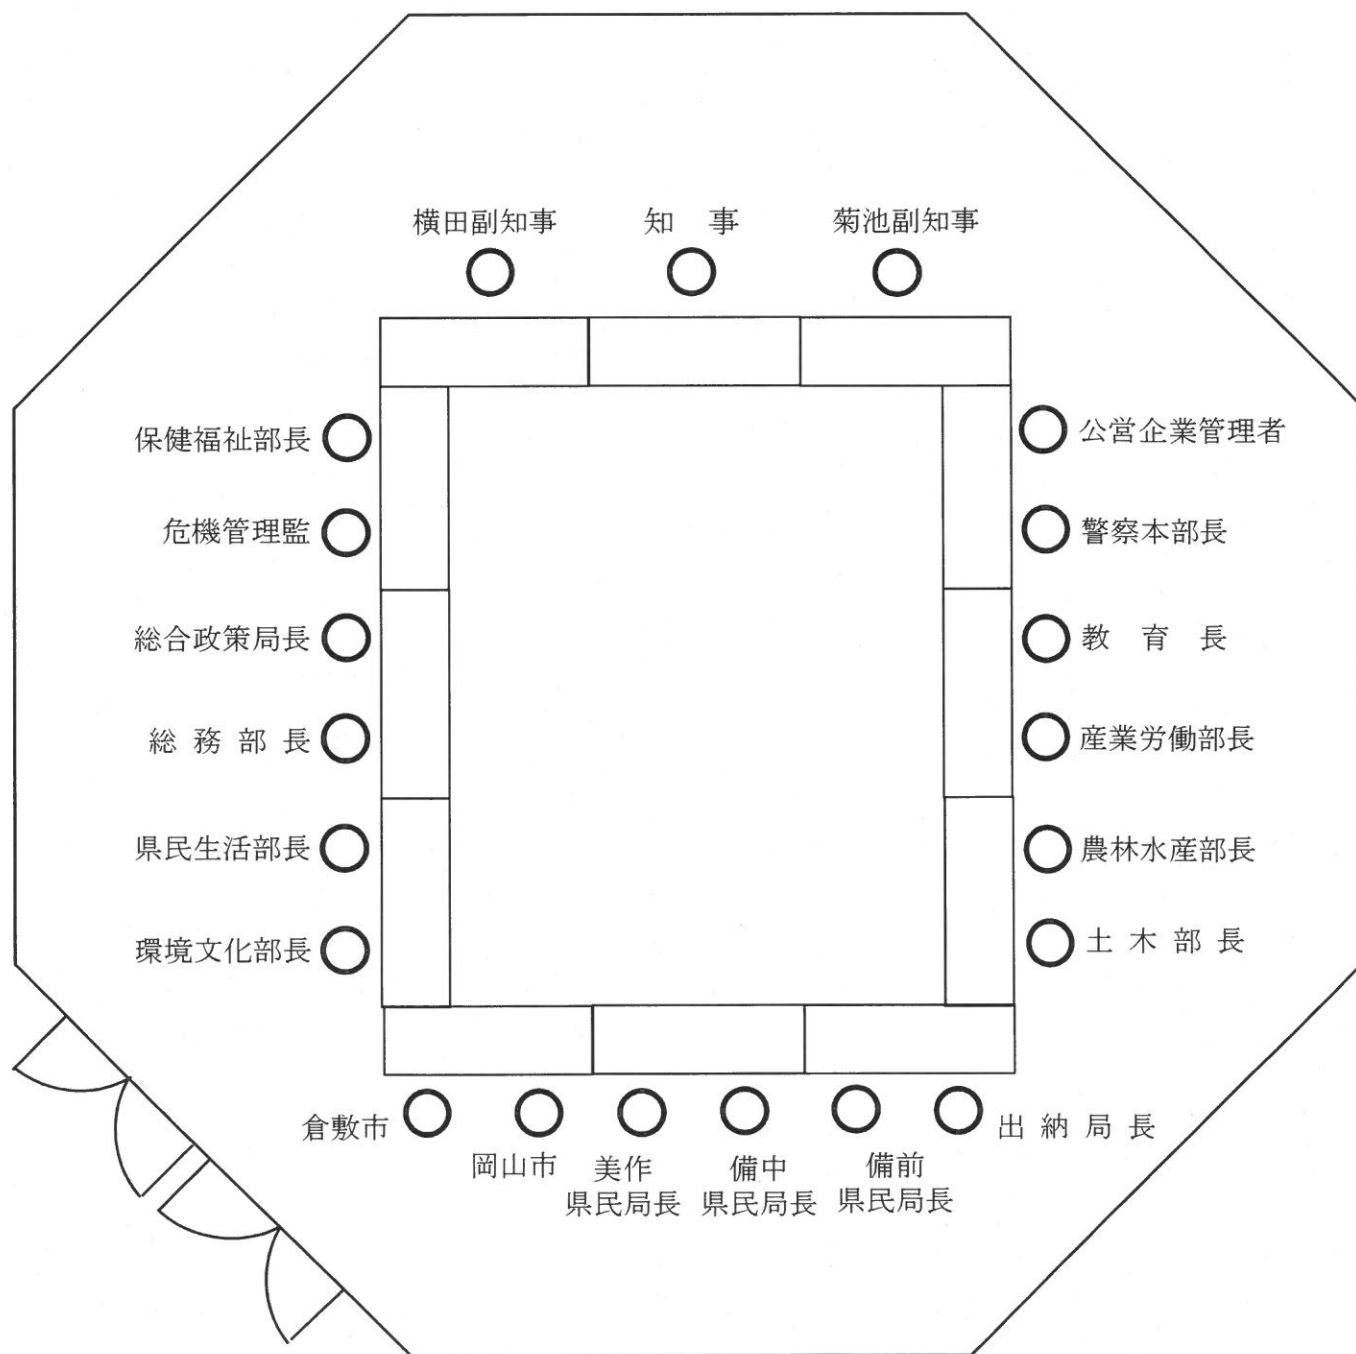 横田副知事
知 事
菊池副知事
保健福祉部長
公営企業管理者
危機管理監
警察本部長
総合政策局長
教 育 長
総 務 部 長
産業労働部長
県民生活部長
農林水産部長
環境文化部長
土 木 部 長
倉敷市
岡山市
美作
県民局長
備中
県民局長
備前
県民局長
出 納 局 長